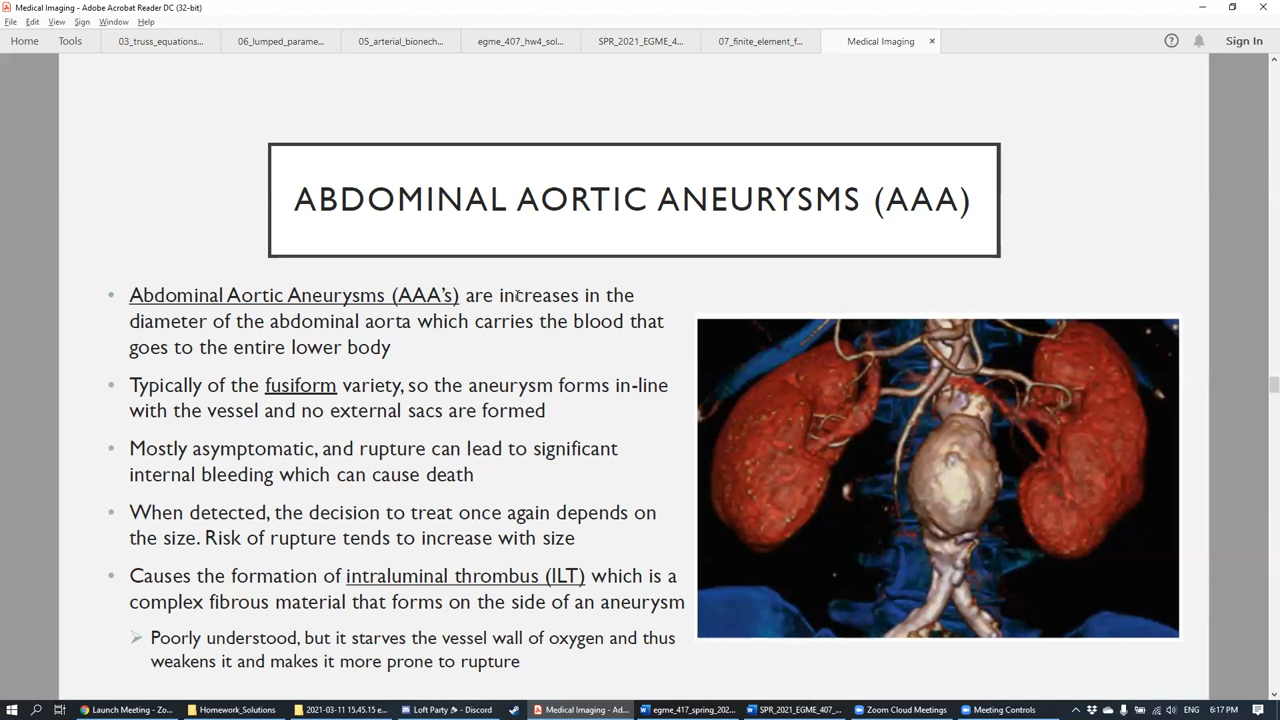 Medical Imaging - Adobe Acrobat Reader DC (32-bit)
File Edit View Sign Window Help
Home Tools 03_truss_equations... 06_lumped_parame... 05_arterial_bionech... egme_407_hw4_sol... SPR_2021_EGME_4... 07_finite_element_f... Medical Imaging × Sign In
ABDOMINAL AORTIC ANEURYSMS (AAA)
• Abdominal Aortic Aneurysms (AAA's) are increases in the
diameter of the abdominal aorta which carries the blood that
goes to the entire lower body
• Typically of the fusiform variety, so the aneurysm forms in-line
with the vessel and no external sacs are formed
• Mostly asymptomatic, and rupture can lead to significant
internal bleeding which can cause death
• When detected, the decision to treat once again depends on
the size. Risk of rupture tends to increase with size
• Causes the formation of intraluminal thrombus (ILT) which is a
complex fibrous material that forms on the side of an aneurysm
➢ Poorly understood, but it starves the vessel wall of oxygen and thus
weakens it and makes it more prone to rupture
Launch Meeting - Zo... Homework_Solutions 2021-03-11 15.45.15 e... Loft Party - Discord Medical Imaging - Ad... egme_417_spring_202... SPR_2021_EGME_407_... Zoom Cloud Meetings Meeting Controls ENG 6:17 PM